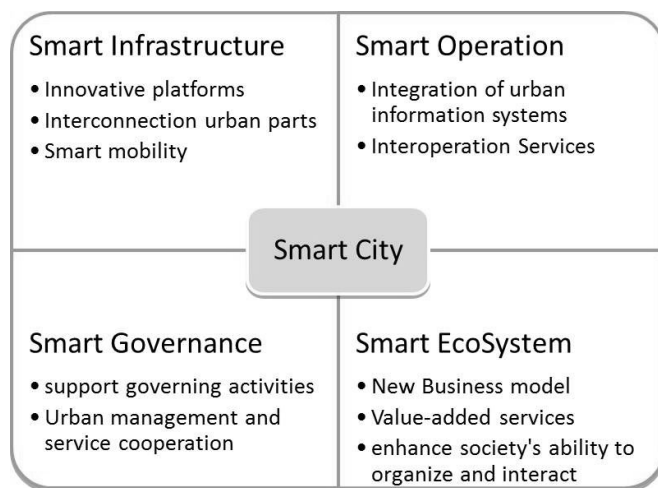 Smart Infrastructure
• Innovative platforms
• Interconnection urban parts
• Smart mobility
Smart Operation
• Integration of urban
information systems
• Interoperation Services
Smart City
Smart Governance
• support governing activities
• Urban management and
service cooperation
Smart EcoSystem
• New Business model
• Value-added services
• enhance society's ability to
organize and interact